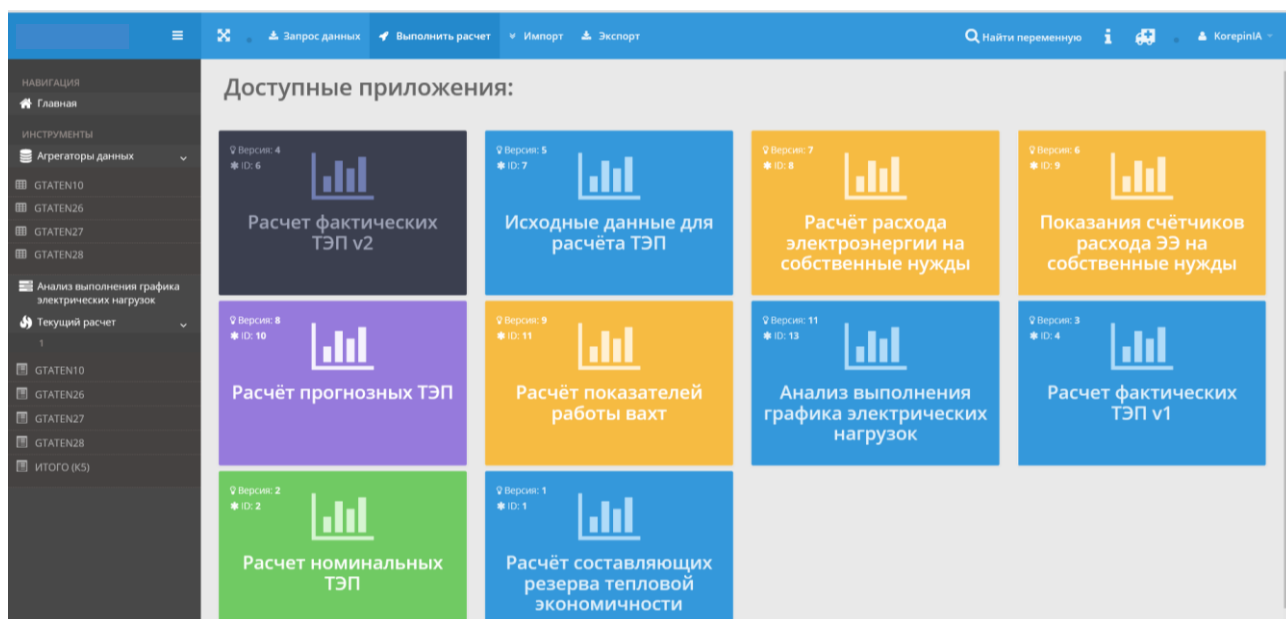 Запрос данных
Выполнить расчет
Импорт
Экспорт
Найти переменную
KorepinIA
НАВИГАЦИЯ
Главная
ИНСТРУМЕНТЫ
Агрегаторы данных
GTATEN10
GTATEN26
GTATEN27
GTATEN28
Анализ выполнения графика
электрических нагрузок
Текущий расчет
1
GTATEN10
GTATEN26
GTATEN27
GTATEN28
ИТОГО (К5)
Доступные приложения:
Версия: 4
ID: 6
Расчет фактических
ТЭП v2
Версия: 5
ID: 7
Исходные данные для
расчёта ТЭП
Версия: 7
ID: 8
Расчёт расхода
электроэнергии на
собственные нужды
Версия: 6
ID: 9
Показания счётчиков
расхода ЭЭ на
собственные нужды
Версия: 8
ID: 10
Расчёт прогнозных ТЭП
Версия: 9
ID: 11
Расчёт показателей
работы вахт
Версия: 11
ID: 13
Анализ выполнения
графика электрических
нагрузок
Версия: 3
ID: 4
Расчет фактических
ТЭП v1
Версия: 2
ID: 2
Расчет номинальных
ТЭП
Версия: 1
ID: 1
Расчёт составляющих
резерва тепловой
экономичности